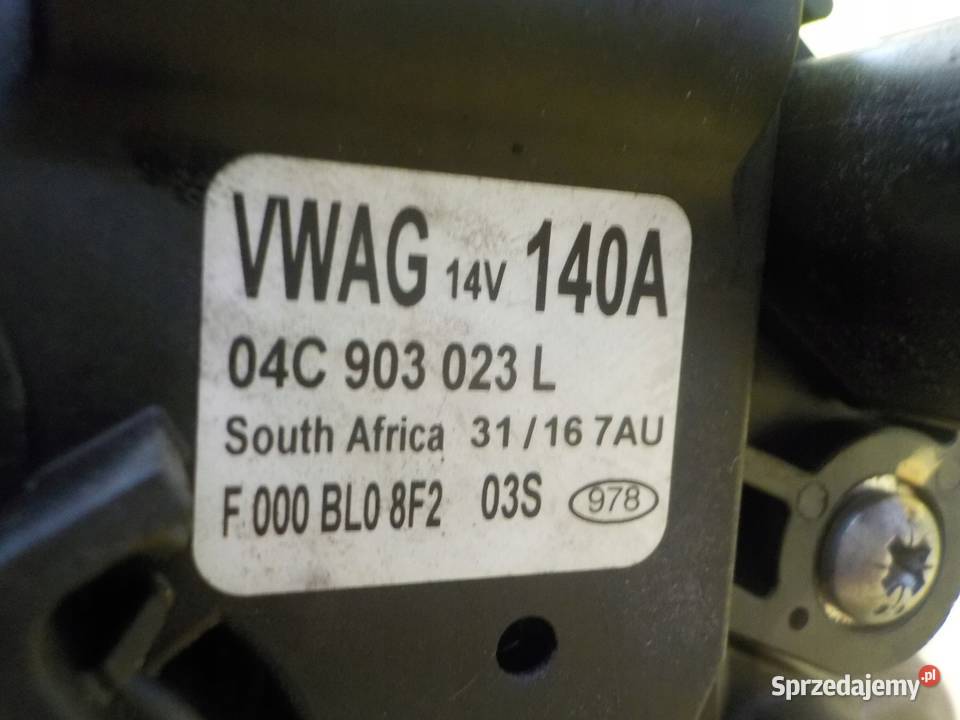 VWAG 14V 140A
04C 903 023 L
South Africa 31/16 7AU
F 000 BL0 8F2 03S 978
Sprzedajemy.pl